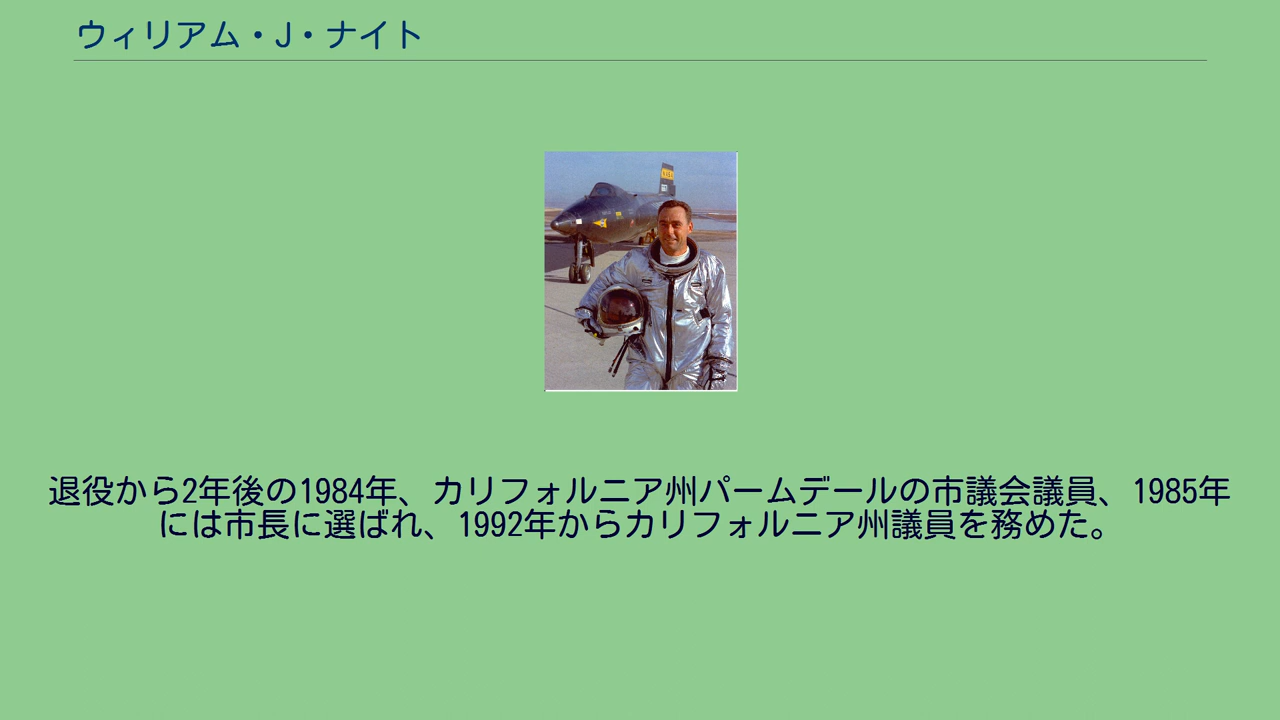 ウィリアム・J・ナイト
退役から2年後の1984年、カリフォルニア州パームデールの市議会議員、1985年
には市長に選ばれ、1992年からカリフォルニア州議員を務めた。